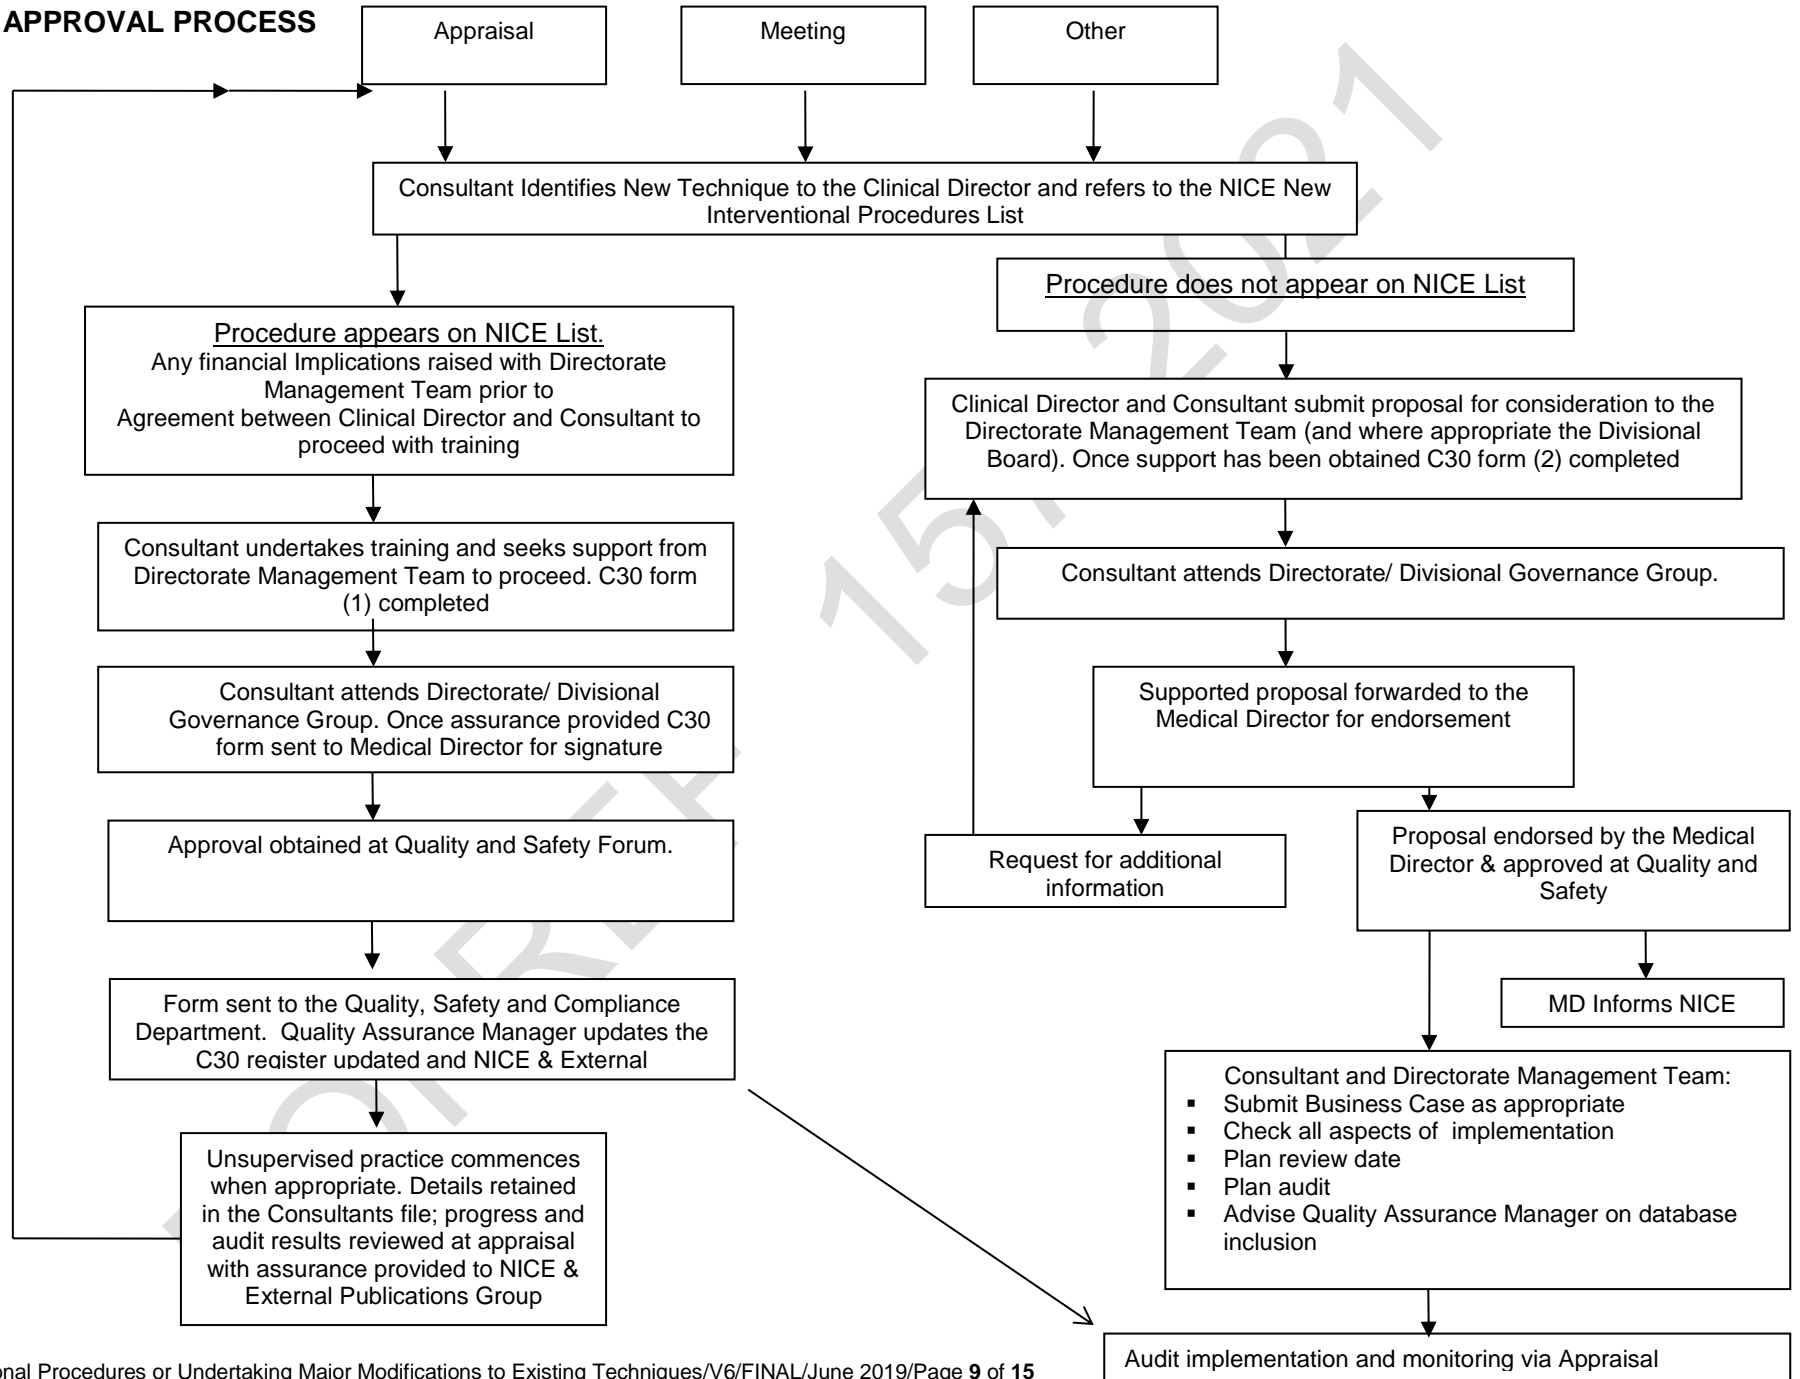 APPROVAL PROCESS
Appraisal
Meeting
Other
Consultant Identifies New Technique to the Clinical Director and refers to the NICE New
Interventional Procedures List
Procedure does not appear on NICE List
Procedure appears on NICE List.
Any financial Implications raised with Directorate
Management Team prior to
Agreement between Clinical Director and Consultant to
proceed with training
Clinical Director and Consultant submit proposal for consideration to the
Directorate Management Team (and where appropriate the Divisional
Board). Once support has been obtained C30 form (2) completed
Consultant undertakes training and seeks support from
Directorate Management Team to proceed. C30 form
(1) completed
Consultant attends Directorate/ Divisional Governance Group.
Consultant attends Directorate/ Divisional
Governance Group. Once assurance provided C30
form sent to Medical Director for signature
Supported proposal forwarded to the
Medical Director for endorsement
Approval obtained at Quality and Safety Forum.
Request for additional
information
Proposal endorsed by the Medical
Director & approved at Quality and
Safety
Form sent to the Quality, Safety and Compliance
Department. Quality Assurance Manager updates the
C30 register updated and NICE & External
MD Informs NICE
Consultant and Directorate Management Team:
▪ Submit Business Case as appropriate
▪ Check all aspects of implementation
▪ Plan review date
▪ Plan audit
▪ Advise Quality Assurance Manager on database
inclusion
Unsupervised practice commences
when appropriate. Details retained
in the Consultants file; progress and
audit results reviewed at appraisal
with assurance provided to NICE &
External Publications Group
Audit implementation and monitoring via Appraisal
onal Procedures or Undertaking Major Modifications to Existing Techniques/V6/FINAL/June 2019/Page 9 of 15